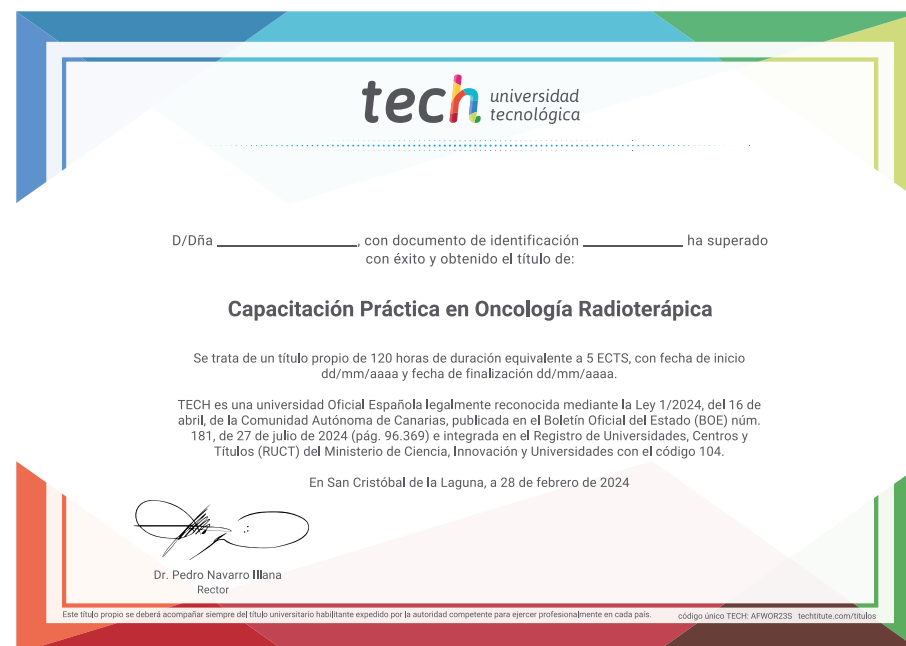 tech universidad
tecnológica
D/Dña ____________________, con documento de identificación ______________ ha superado
con éxito y obtenido el título de:
Capacitación Práctica en Oncología Radioterápica
Se trata de un título propio de 120 horas de duración equivalente a 5 ECTS, con fecha de inicio
dd/mm/aaaa y fecha de finalización dd/mm/aaaa.
TECH es una universidad Oficial Española legalmente reconocida mediante la Ley 1/2024, del 16 de
abril, de la Comunidad Autónoma de Canarias, publicada en el Boletín Oficial del Estado (BOE) núm.
181, de 27 de julio de 2024 (pág. 96.369) e integrada en el Registro de Universidades, Centros y
Títulos (RUCT) del Ministerio de Ciencia, Innovación y Universidades con el código 104.
En San Cristóbal de la Laguna, a 28 de febrero de 2024
Dr. Pedro Navarro Illana
Rector
Este título propio se deberá acompañar siempre del título universitario habilitante expedido por la autoridad competente para ejercer profesionalmente en cada país.
código único TECH: AFWOR23S techtitute.com/titulos